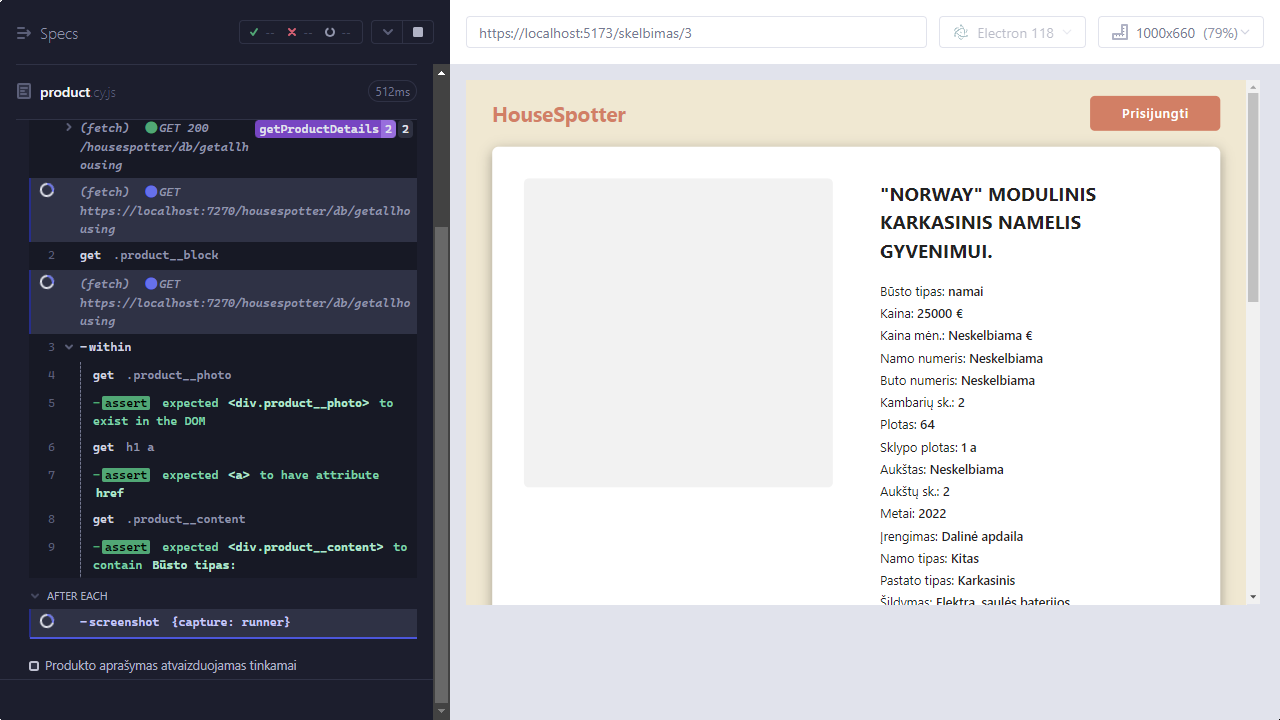 Specs
-- -- --
product.cy.js
512ms
(fetch) GET 200
/housespotter/db/getallh
ousing
getProductDetails 2 2
(fetch) GET
https://localhost:7270/housespotter/db/getallho
using
2 get .product__block
(fetch) GET
https://localhost:7270/housespotter/db/getallho
using
3 -within
4 get .product__photo
5 -assert expected <div.product__photo> to
exist in the DOM
6 get h1 a
7 -assert expected <a> to have attribute
href
8 get .product__content
9 -assert expected <div.product__content> to
contain Būsto tipas:
AFTER EACH
-screenshot {capture: runner}
Produkto aprašymas atvaizduojamas tinkamai
https://localhost:5173/skelbimas/3
Electron 118
1000x660 (79%)
HouseSpotter
Prisijungti
"NORWAY" MODULINIS
KARKASINIS NAMELIS
GYVENIMUI.
Būsto tipas: namai
Kaina: 25000 €
Kaina mėn.: Neskelbiama €
Namo numeris: Neskelbiama
Buto numeris: Neskelbiama
Kambarių sk.: 2
Plotas: 64
Sklypo plotas: 1 a
Aukštas: Neskelbiama
Aukštų sk.: 2
Metai: 2022
Įrengimas: Dalinė apdaila
Namo tipas: Kitas
Pastato tipas: Karkasinis
Šildymas: Elektra, saulės baterijos